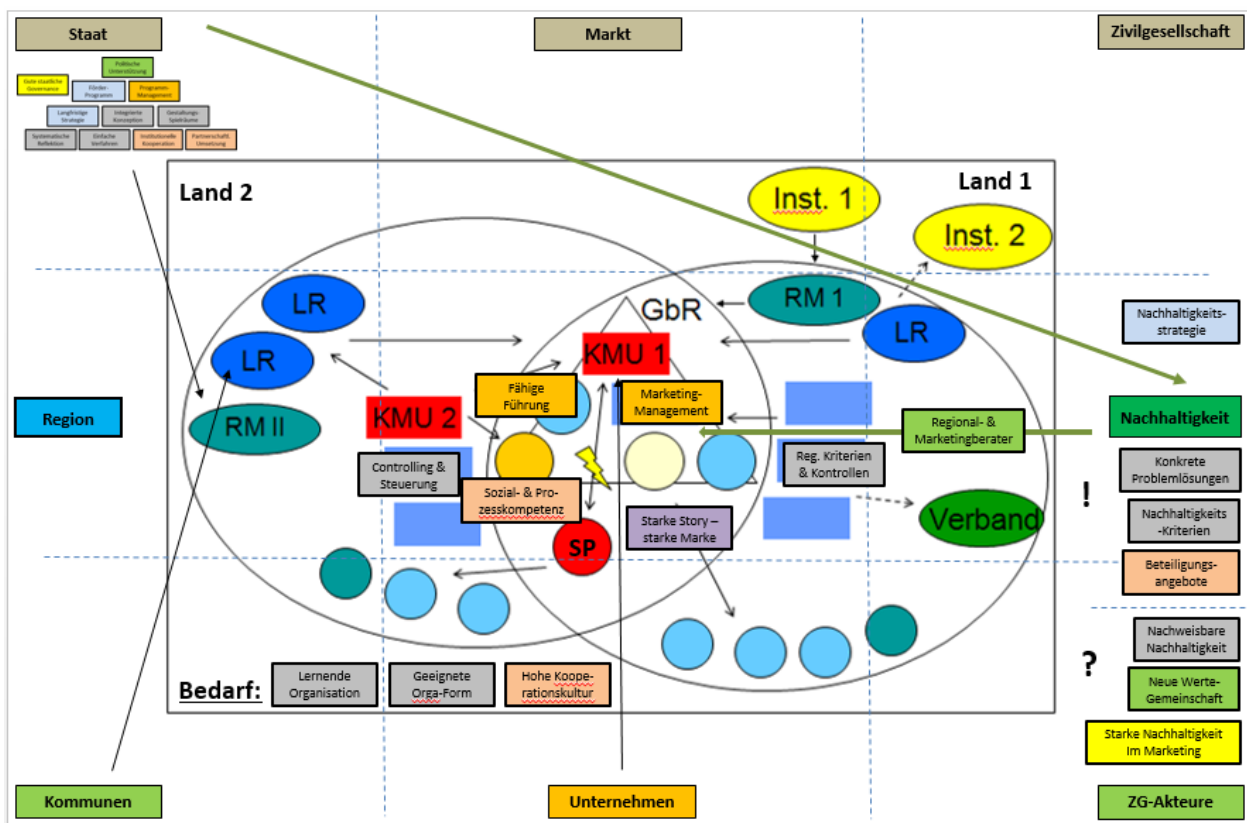 Staat
Markt
Zivilgesellschaft
Politische
Unterstützung
Gute staatliche
Governance
Förder-
Programm
Programm-
Management
Langfristige
Strategie
Integrierte
Konzeption
Gestaltungs-
Spielräume
Systematische
Reflektion
Einfache
Verfahren
Institutionelle
Kooperation
Partnerschaftl.
Umsetzung
Land 2
Land 1
Inst. 1
Inst. 2
LR
GbR
RM 1
LR
Nachhaltigkeits-
strategie
LR
KMU 1
Fähige
Führung
Marketing-
Management
Region
RM II
KMU 2
Regional- &
Marketingberater
Nachhaltigkeit
Controlling &
Steuerung
Reg. Kriterien
& Kontrollen
Konkrete
Problemlösungen
Sozial- & Pro-
zesskompetenz
Starke Story –
starke Marke
Verband
!
Nachhaltigkeits
-Kriterien
SP
Beteiligungs-
angebote
Nachweisbare
Nachhaltigkeit
?
Bedarf:
Lernende
Organisation
Geeignete
Orga-Form
Hohe Koope-
rationskultur
Neue Werte-
Gemeinschaft
Starke Nachhaltigkeit
Im Marketing
Kommunen
Unternehmen
ZG-Akteure